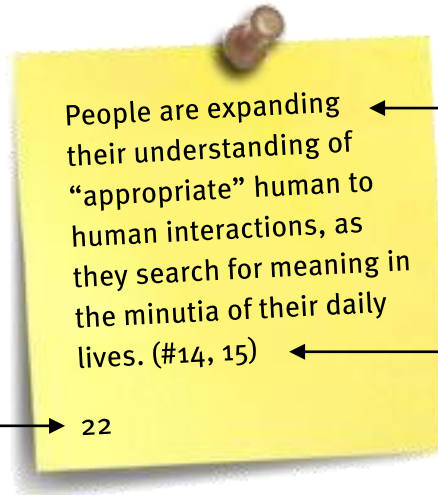 People are expanding
their understanding of
“appropriate” human to
human interactions, as
they search for meaning in
the minutia of their daily
lives. (#14, 15)
22